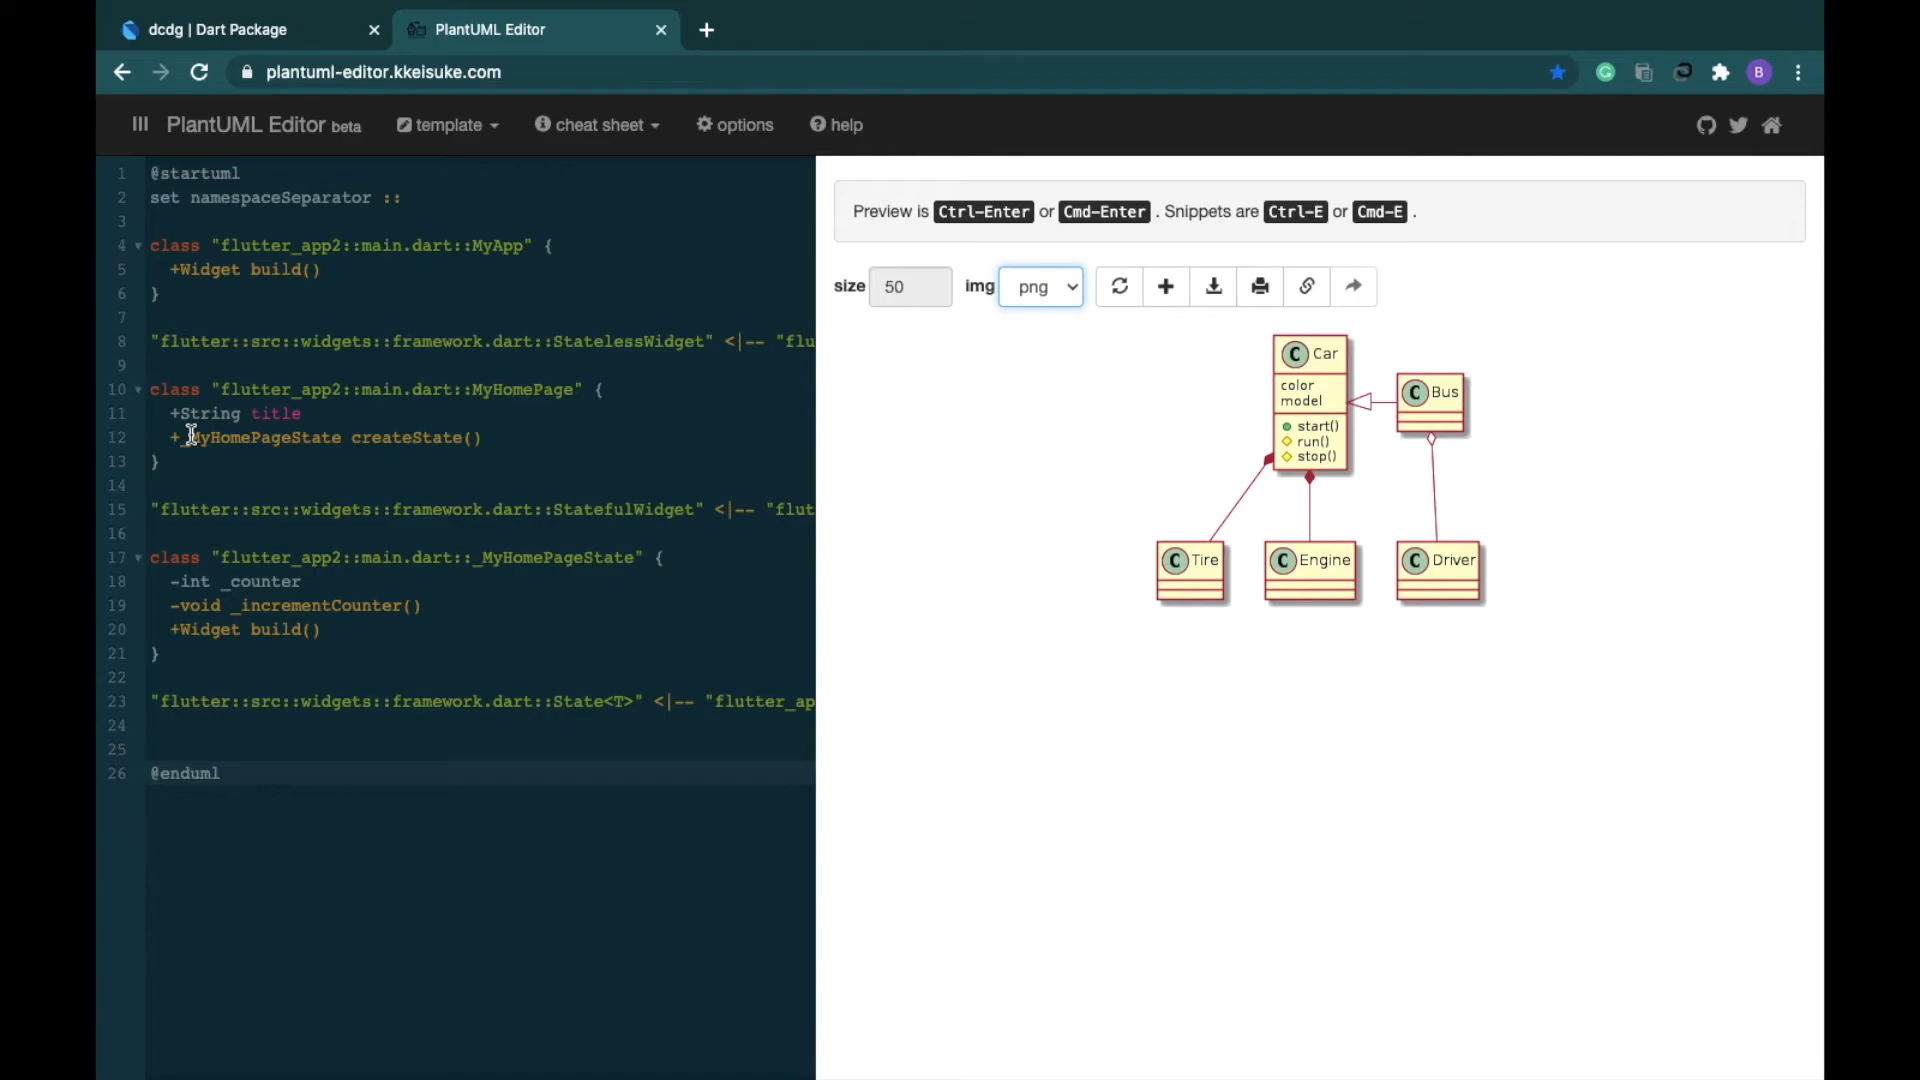 dcdg | Dart Package
PlantUML Editor
plantuml-editor.kkeisuke.com
B
PlantUML Editor beta
template
cheat sheet
options
help
1 @startuml
2 set namespaceSeparator ::
3
4 class "flutter_app2::main.dart::MyApp" {
5 +Widget build()
6 }
7
8 "flutter::src::widgets::framework.dart::StatelessWidget" <|-- "flu
9
10 class "flutter_app2::main.dart::MyHomePage" {
11 +String title
12 +_MyHomePageState createState()
13 }
14
15 "flutter::src::widgets::framework.dart::StatefulWidget" <|-- "flut
16
17 class "flutter_app2::main.dart::_MyHomePageState" {
18 -int _counter
19 -void _incrementCounter()
20 +Widget build()
21 }
22
23 "flutter::src::widgets::framework.dart::State<T>" <|-- "flutter_ap
24
25
26 @enduml
Preview is Ctrl-Enter or Cmd-Enter . Snippets are Ctrl-E or Cmd-E .
size 50 img png
C Car
color
model
start()
run()
stop()
C Bus
C Tire
C Engine
C Driver